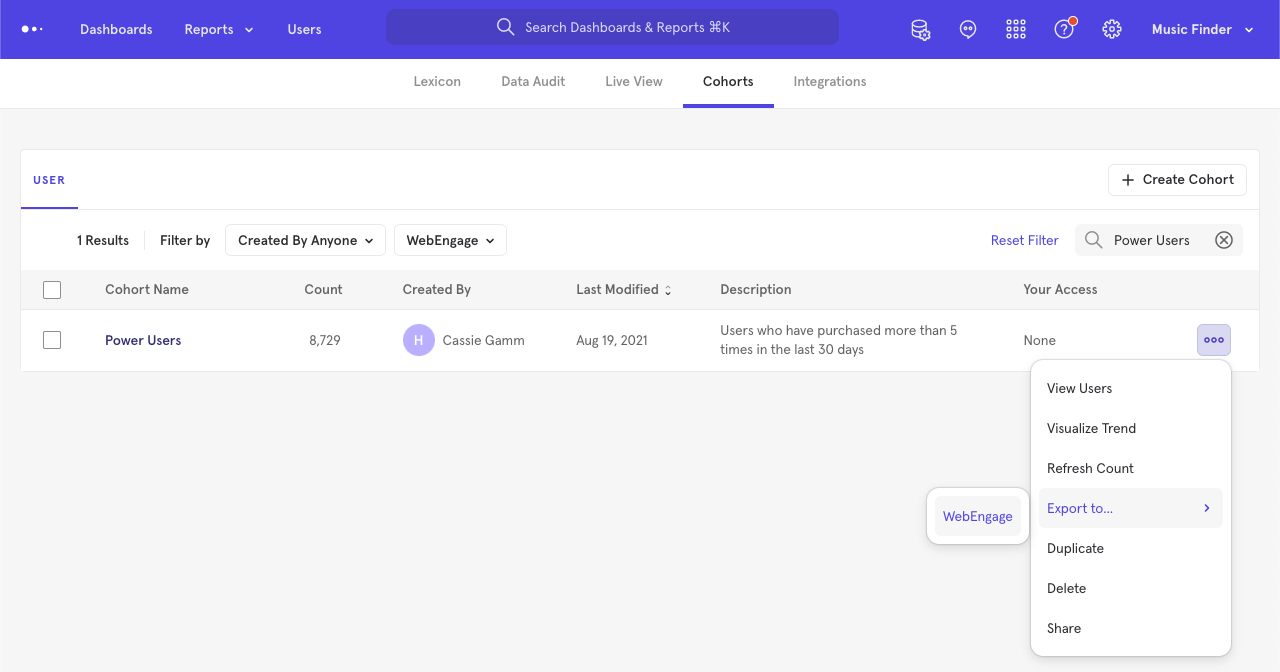 Dashboards Reports Users Search Dashboards & Reports ⌘K ? Music Finder
Lexicon Data Audit Live View Cohorts Integrations
USER + Create Cohort
1 Results Filter by Created By Anyone WebEngage Reset Filter Power Users
Cohort Name Count Created By Last Modified Description Your Access
Power Users 8,729 H Cassie Gamm Aug 19, 2021 Users who have purchased more than 5
times in the last 30 days None
View Users
Visualize Trend
Refresh Count
Export to...
WebEngage
Duplicate
Delete
Share